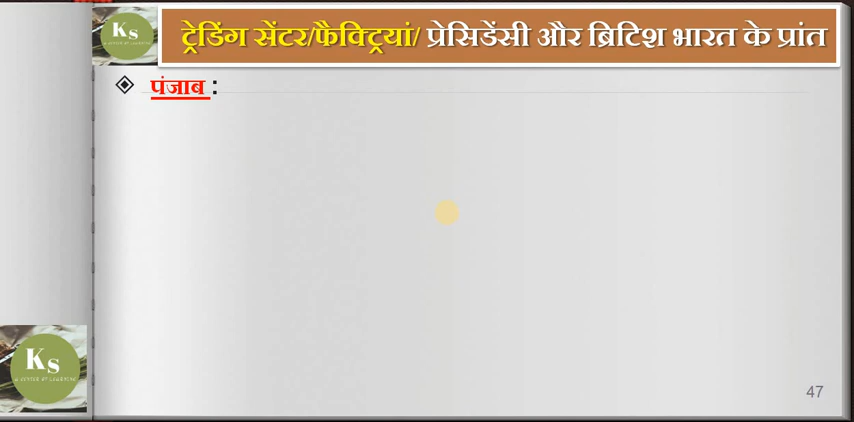 Ks
ट्रेडिंग सेंटर/फैक्ट्रियां/ प्रेसिडेंसी और ब्रिटिश भारत के प्रांत
पंजाब :
Ks
47